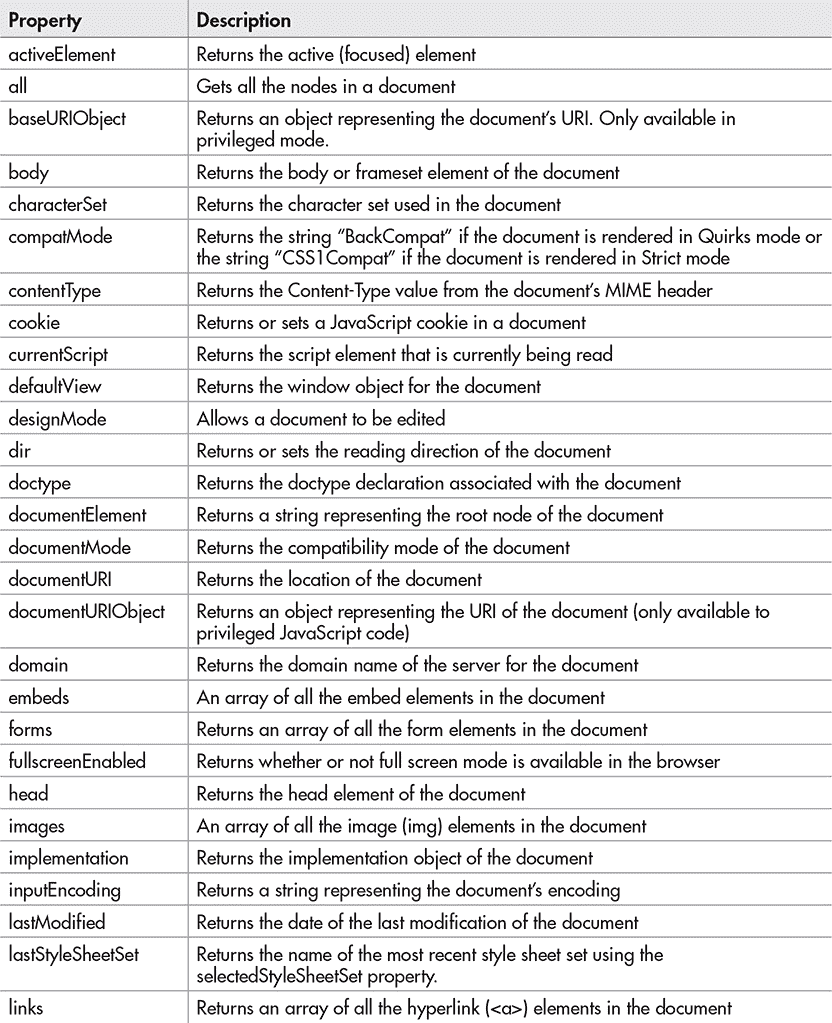 Property Description
activeElement Returns the active (focused) element
all Gets all the nodes in a document
baseURIObject Returns an object representing the document’s URI. Only available in
privileged mode.
body Returns the body or frameset element of the document
characterSet Returns the character set used in the document
compatMode Returns the string “BackCompat” if the document is rendered in Quirks mode or
the string “CSS1Compat” if the document is rendered in Strict mode
contentType Returns the Content-Type value from the document’s MIME header
cookie Returns or sets a JavaScript cookie in a document
currentScript Returns the script element that is currently being read
defaultView Returns the window object for the document
designMode Allows a document to be edited
dir Returns or sets the reading direction of the document
doctype Returns the doctype declaration associated with the document
documentElement Returns a string representing the root node of the document
documentMode Returns the compatibility mode of the document
documentURI Returns the location of the document
documentURIObject Returns an object representing the URI of the document (only available to
privileged JavaScript code)
domain Returns the domain name of the server for the document
embeds An array of all the embed elements in the document
forms Returns an array of all the form elements in the document
fullscreenEnabled Returns whether or not full screen mode is available in the browser
head Returns the head element of the document
images An array of all the image (img) elements in the document
implementation Returns the implementation object of the document
inputEncoding Returns a string representing the document’s encoding
lastModified Returns the date of the last modification of the document
lastStyleSheetSet Returns the name of the most recent style sheet set using the
selectedStyleSheetSet property.
links Returns an array of all the hyperlink (<a>) elements in the document